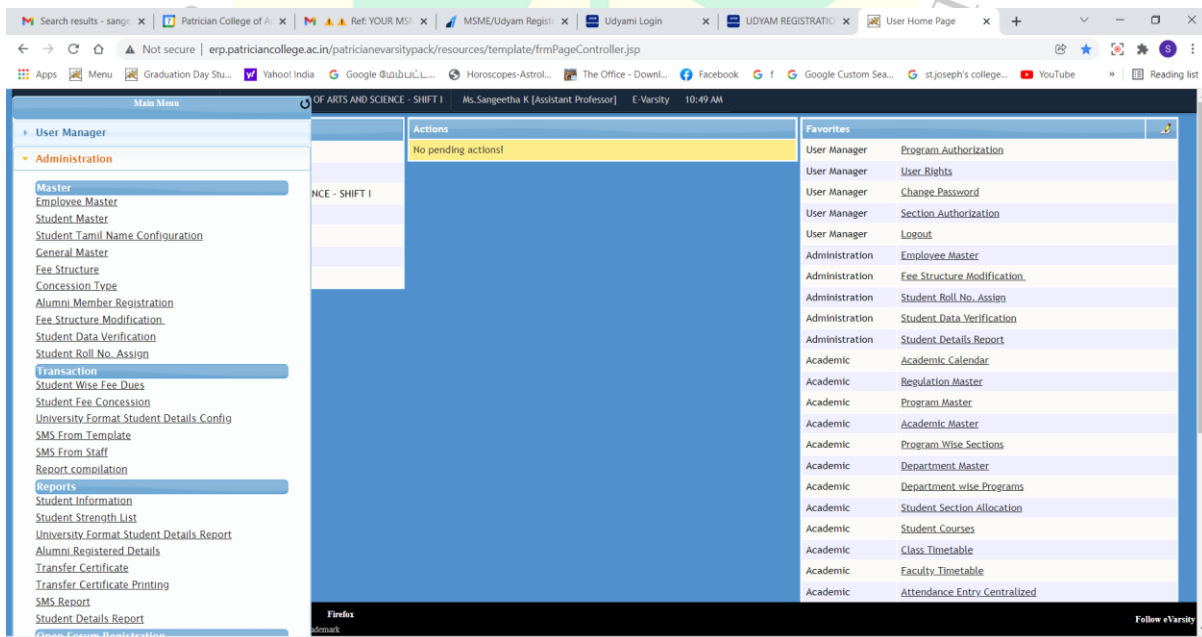 Search results - sange
Patrician College of A
Ref: YOUR MSM
MSME/Udyam Registr
Udyami Login
UDYAM REGISTRATIO
User Home Page
Not secure | erp.patriciancollege.ac.in/patricianevarsitypack/resources/template/frmPageController.jsp
S
Apps Menu Graduation Day Stu... Yahoo! India Horoscopes-Astrol... The Office - Downl... Facebook G f Google Custom Sea... st.joseph's college... YouTube » Reading list
Main Menu
OF ARTS AND SCIENCE - SHIFT I Ms.Sangeetha K [Assistant Professor] E-Varsity 10:49 AM
User Manager
Administration
Master
Employee Master
Student Master
Student Tamil Name Configuration
General Master
Fee Structure
Concession Type
Alumni Member Registration
Fee Structure Modification
Student Data Verification
Student Roll No. Assign
Transaction
Student Wise Fee Dues
Student Fee Concession
University Format Student Details Config
SMS From Template
SMS From Staff
Report compilation
Reports
Student Information
Student Strength List
University Format Student Details Report
Alumni Registered Details
Transfer Certificate
Transfer Certificate Printing
SMS Report
Student Details Report
Open Forum Registration
NCE - SHIFT I
Actions
No pending actions!
Favorites
User Manager Program Authorization
User Manager User Rights
User Manager Change Password
User Manager Section Authorization
User Manager Logout
Administration Employee Master
Administration Fee Structure Modification
Administration Student Roll No. Assign
Administration Student Data Verification
Administration Student Details Report
Academic Academic Calendar
Academic Regulation Master
Academic Program Master
Academic Academic Master
Academic Program Wise Sections
Academic Department Master
Academic Department wise Programs
Academic Student Section Allocation
Academic Student Courses
Academic Class Timetable
Academic Faculty Timetable
Academic Attendance Entry Centralized
Firefox
demark
Follow eVarsity